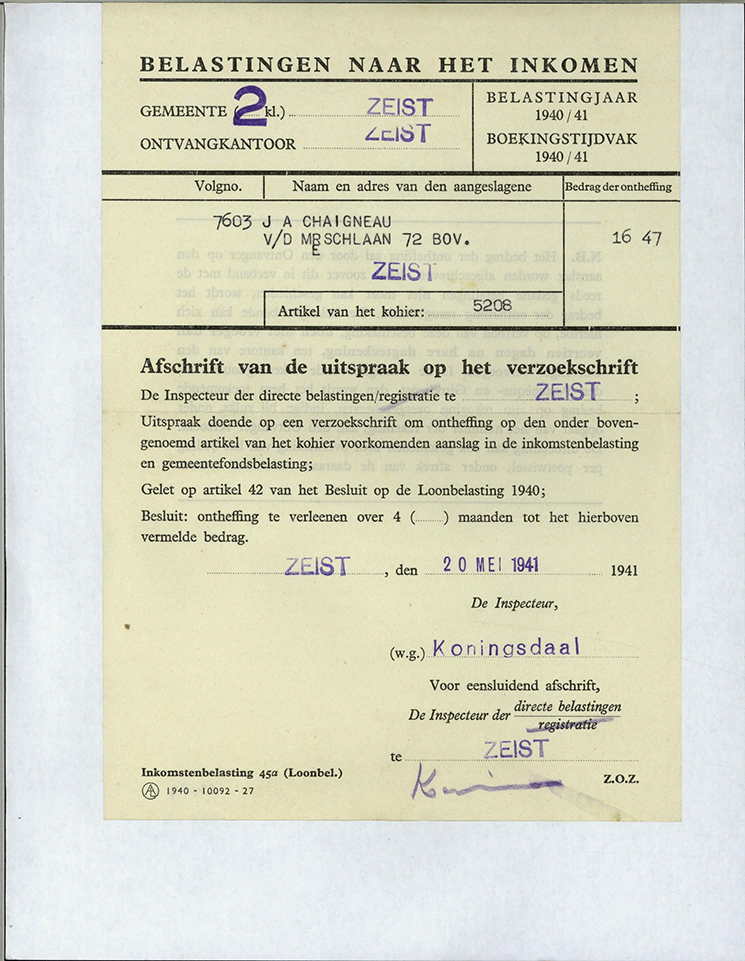 BELASTINGEN NAAR HET INKOMEN
GEMEENTE (2 kl.) ZEIST
ONTVANGKANTOOR ZEIST
BELASTINGJAAR
1940/41
BOEKINGSTIJDVAK
1940/41
Volgno. Naam en adres van den aangeslagene Bedrag der ontheffing
7603 J A CHAIGNEAU 16 47
V/D MERSCHLAAN 72 BOV.
ZEIST
Artikel van het kohier: 5208
Afschrift van de uitspraak op het verzoekschrift
De Inspecteur der directe belastingen/registratie te ZEIST ;
Uitspraak doende op een verzoekschrift om ontheffing op den onder boven-
genoemd artikel van het kohier voorkomenden aanslag in de inkomstenbelasting
en gemeentefondsbelasting;
Gelet op artikel 42 van het Besluit op de Loonbelasting 1940;
Besluit: ontheffing te verleenen over 4 (........) maanden tot het hierboven
vermelde bedrag.
ZEIST , den 20 MEI 1941 1941
De Inspecteur,
(w.g.) Koningsdaal
Voor eensluidend afschrift,
De Inspecteur der directe belastingen
registratie
te ZEIST
Inkomstenbelasting 45a (Loonbel.) Z.O.Z.
1940 - 10092 - 27